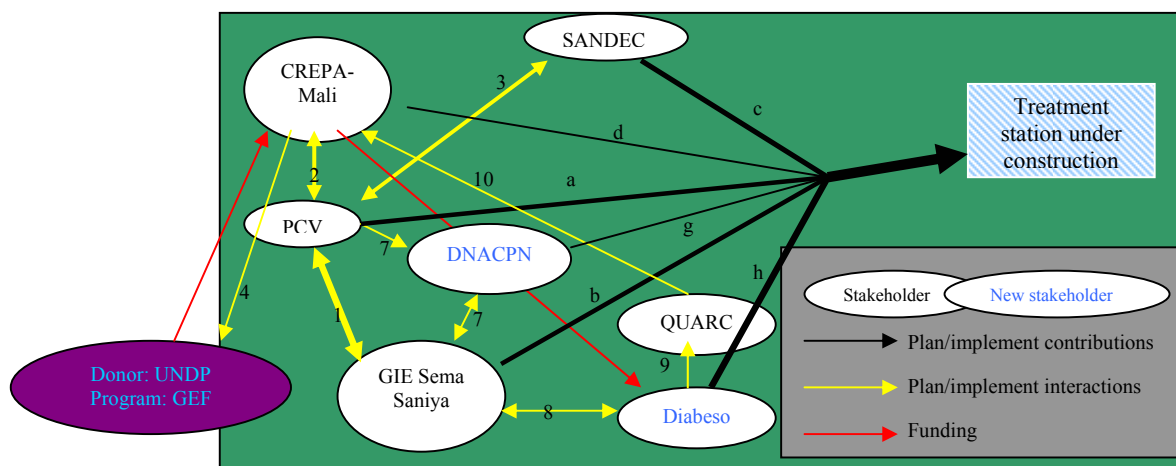 SANDEC
CREPA-
Mali
3
c
Treatment
station under
construction
d
2
10
a
PCV
7
g
DNACPN
h
4
b
Stakeholder
New stakeholder
1
7
QUARC
Plan/implement contributions
9
Donor: UNDP
Program: GEF
GIE Sema
Saniya
Plan/implement interactions
8
Diabeso
Funding